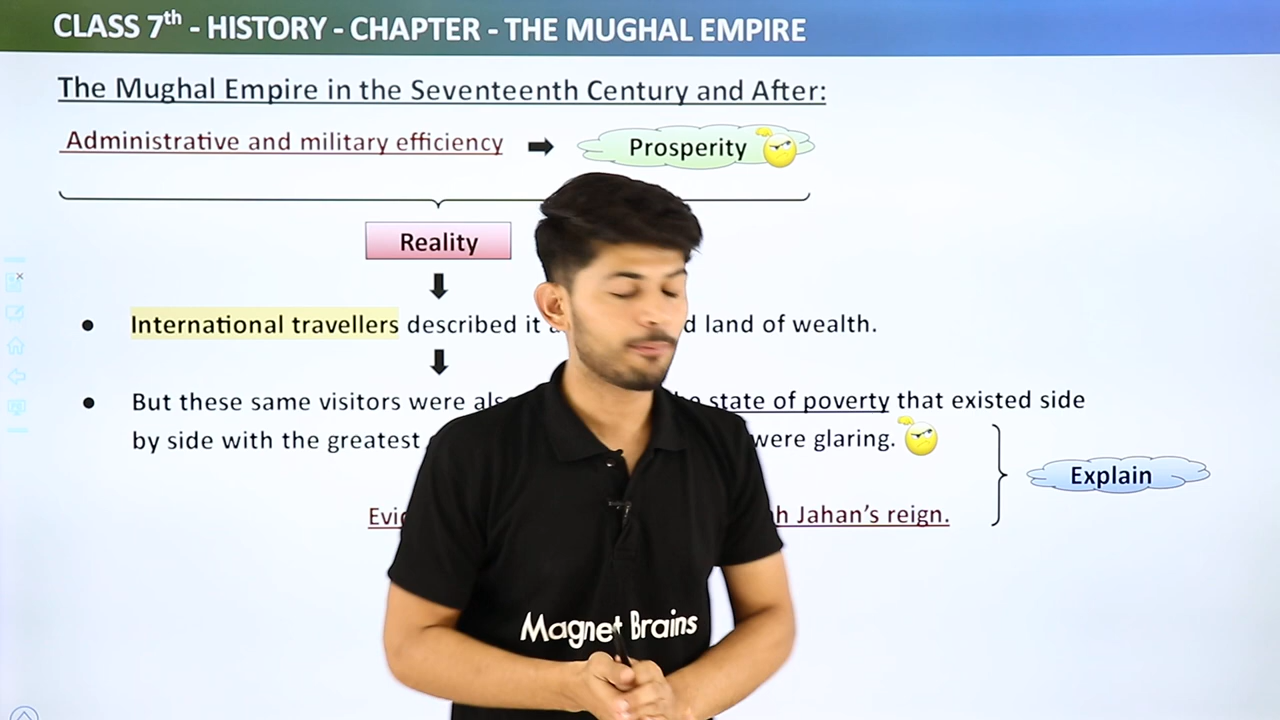 CLASS 7th - HISTORY - CHAPTER - THE MUGHAL EMPIRE
The Mughal Empire in the Seventeenth Century and After:
Administrative and military efficiency → Prosperity
Reality
• International travellers described it land of wealth.
• But these same visitors were state of poverty that existed side
by side with the greatest were glaring.
Explain
Jahan's reign.
Magnet Brains